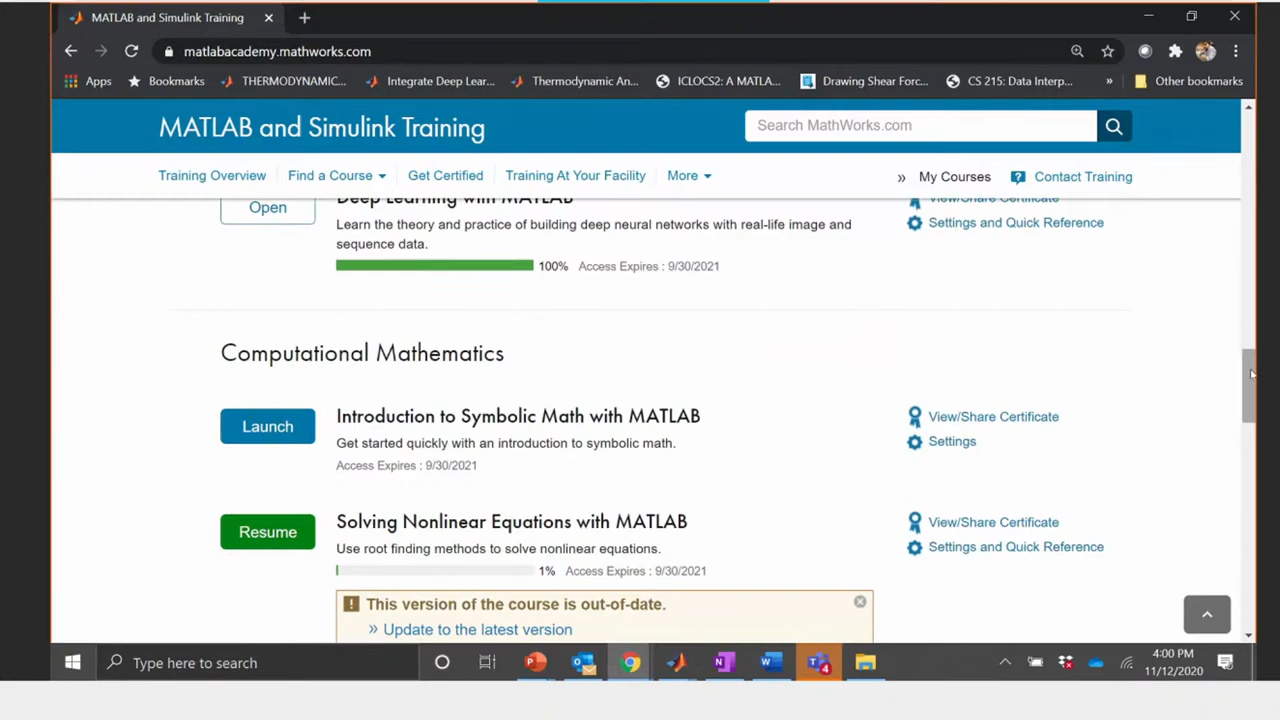 MATLAB and Simulink Training
matlabacademy.mathworks.com
Apps Bookmarks THERMODYNAMIC... Integrate Deep Lear... Thermodynamic An... ICLOCS2: A MATLA... Drawing Shear Forc... CS 215: Data Interp... » Other bookmarks
MATLAB and Simulink Training
Search MathWorks.com
Training Overview Find a Course Get Certified Training At Your Facility More » My Courses ? Contact Training
Open Deep Learning with MATLAB View/Share Certificate
Learn the theory and practice of building deep neural networks with real-life image and Settings and Quick Reference
sequence data.
100% Access Expires : 9/30/2021
Computational Mathematics
Launch Introduction to Symbolic Math with MATLAB View/Share Certificate
Get started quickly with an introduction to symbolic math. Settings
Access Expires : 9/30/2021
Resume Solving Nonlinear Equations with MATLAB View/Share Certificate
Use root finding methods to solve nonlinear equations. Settings and Quick Reference
1% Access Expires : 9/30/2021
! This version of the course is out-of-date.
» Update to the latest version
Type here to search 4 4:00 PM
11/12/2020